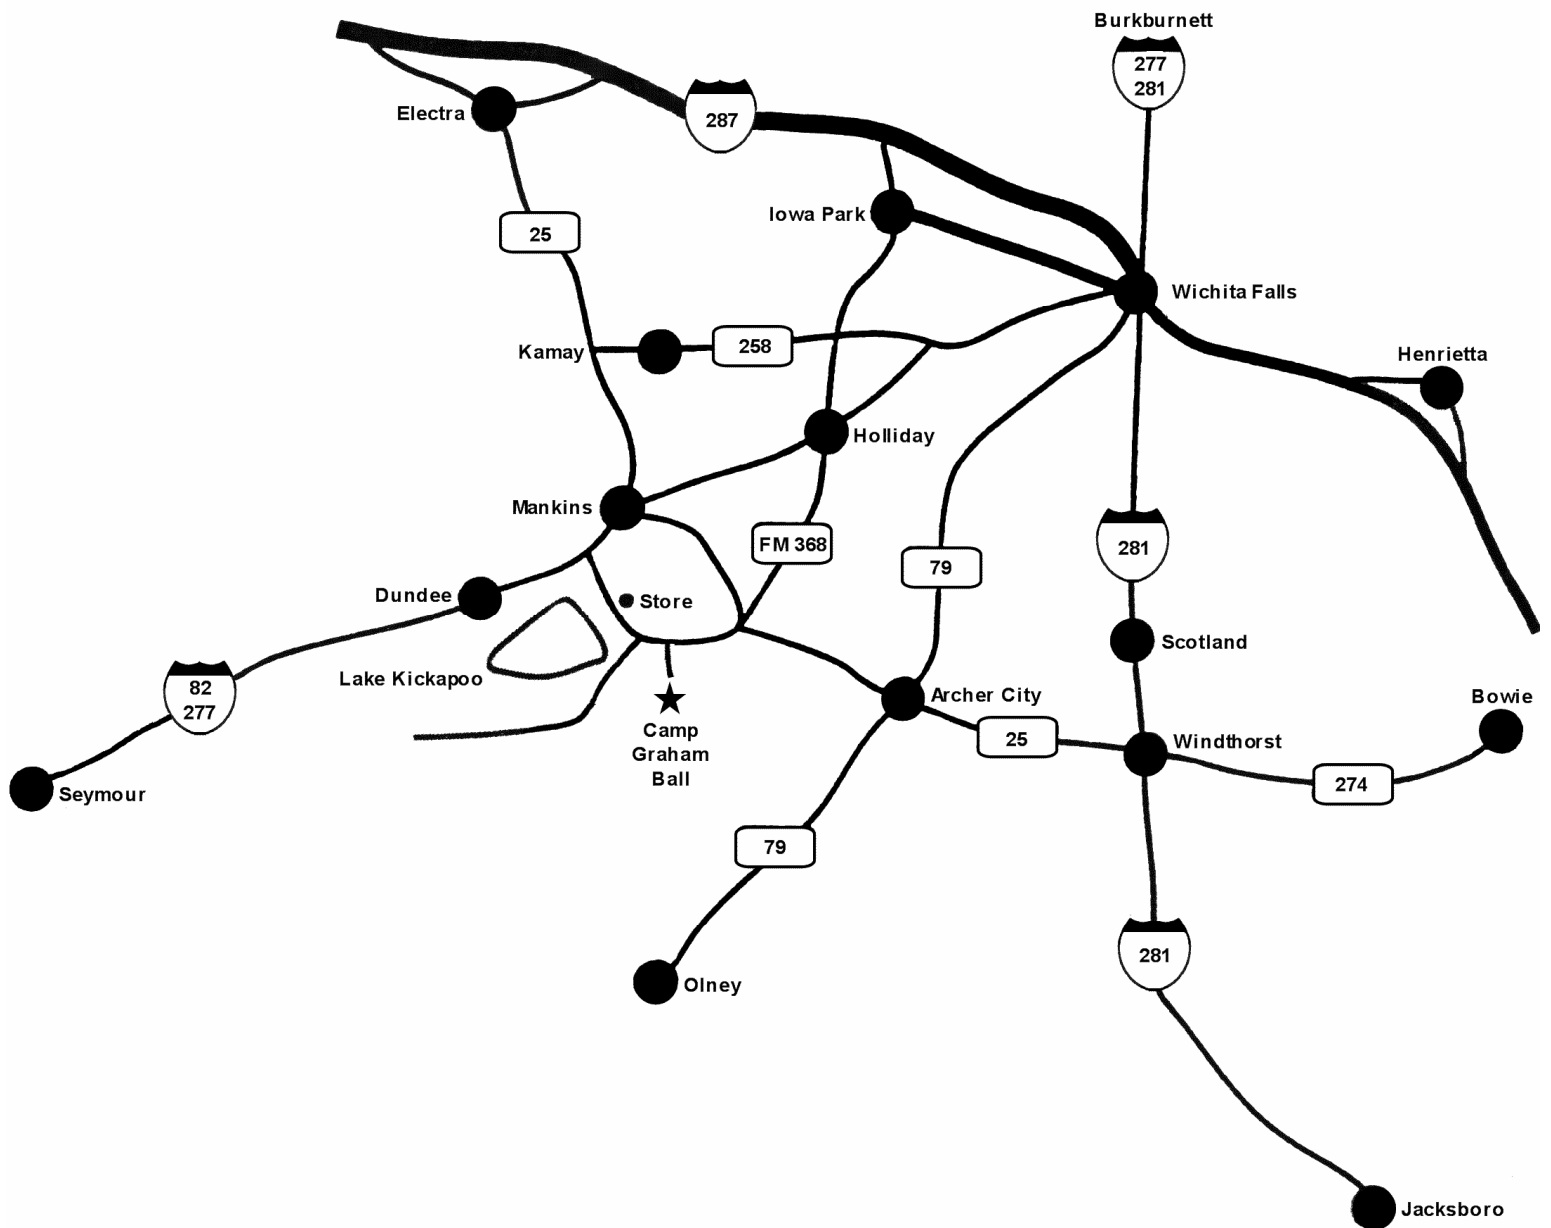 Burkburnett
277
281
Electra
287
Iowa Park
25
Wichita Falls
Kamay
258
Henrietta
Holliday
Mankins
FM 368
281
79
Dundee
Store
Scotland
Lake Kickapoo
82
277
Archer City
Bowie
Camp
Graham
Ball
25
Windthorst
274
Seymour
79
281
Olney
Jacksboro